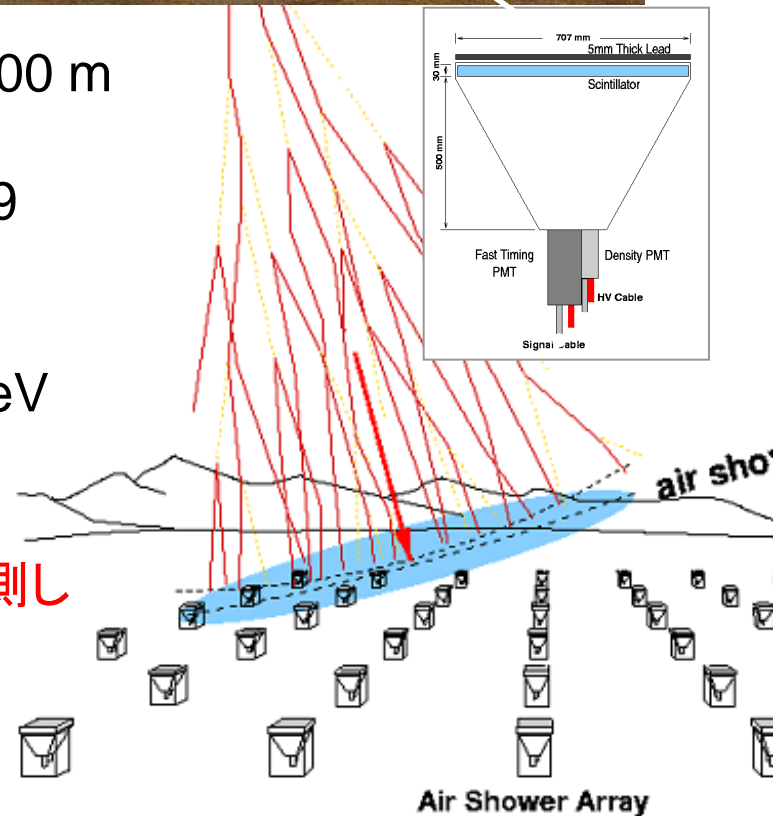 00 m
9
eV
測し
707 mm
5mm Thick Lead
30 mm
Scintillator
500 mm
Fast Timing
PMT
Density PMT
HV Cable
Signal
air
Air Shower Array